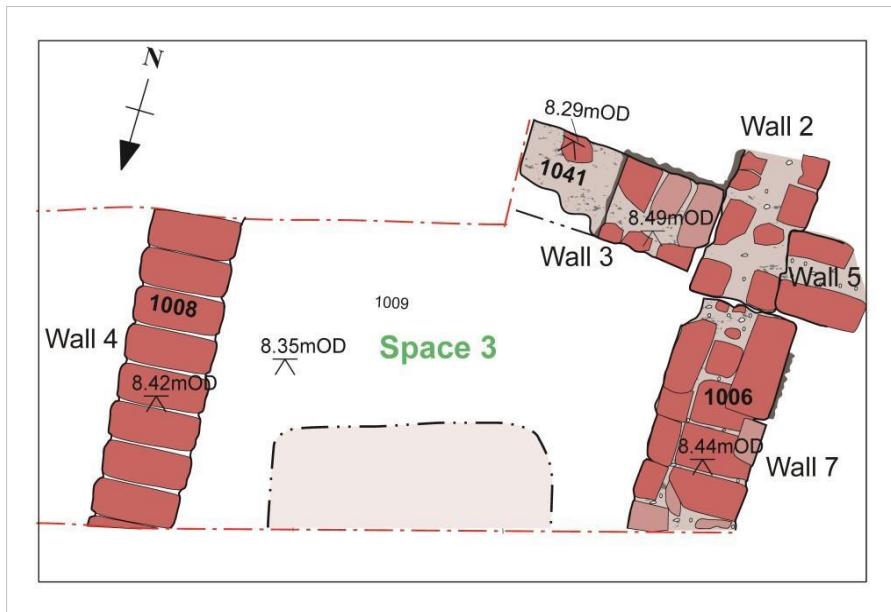 N
8.29mOD
Wall 2
1041
8.49mOD
Wall 3
Wall 5
1008
1009
Wall 4
8.35mOD
Space 3
8.42mOD
1006
8.44mOD
Wall 7